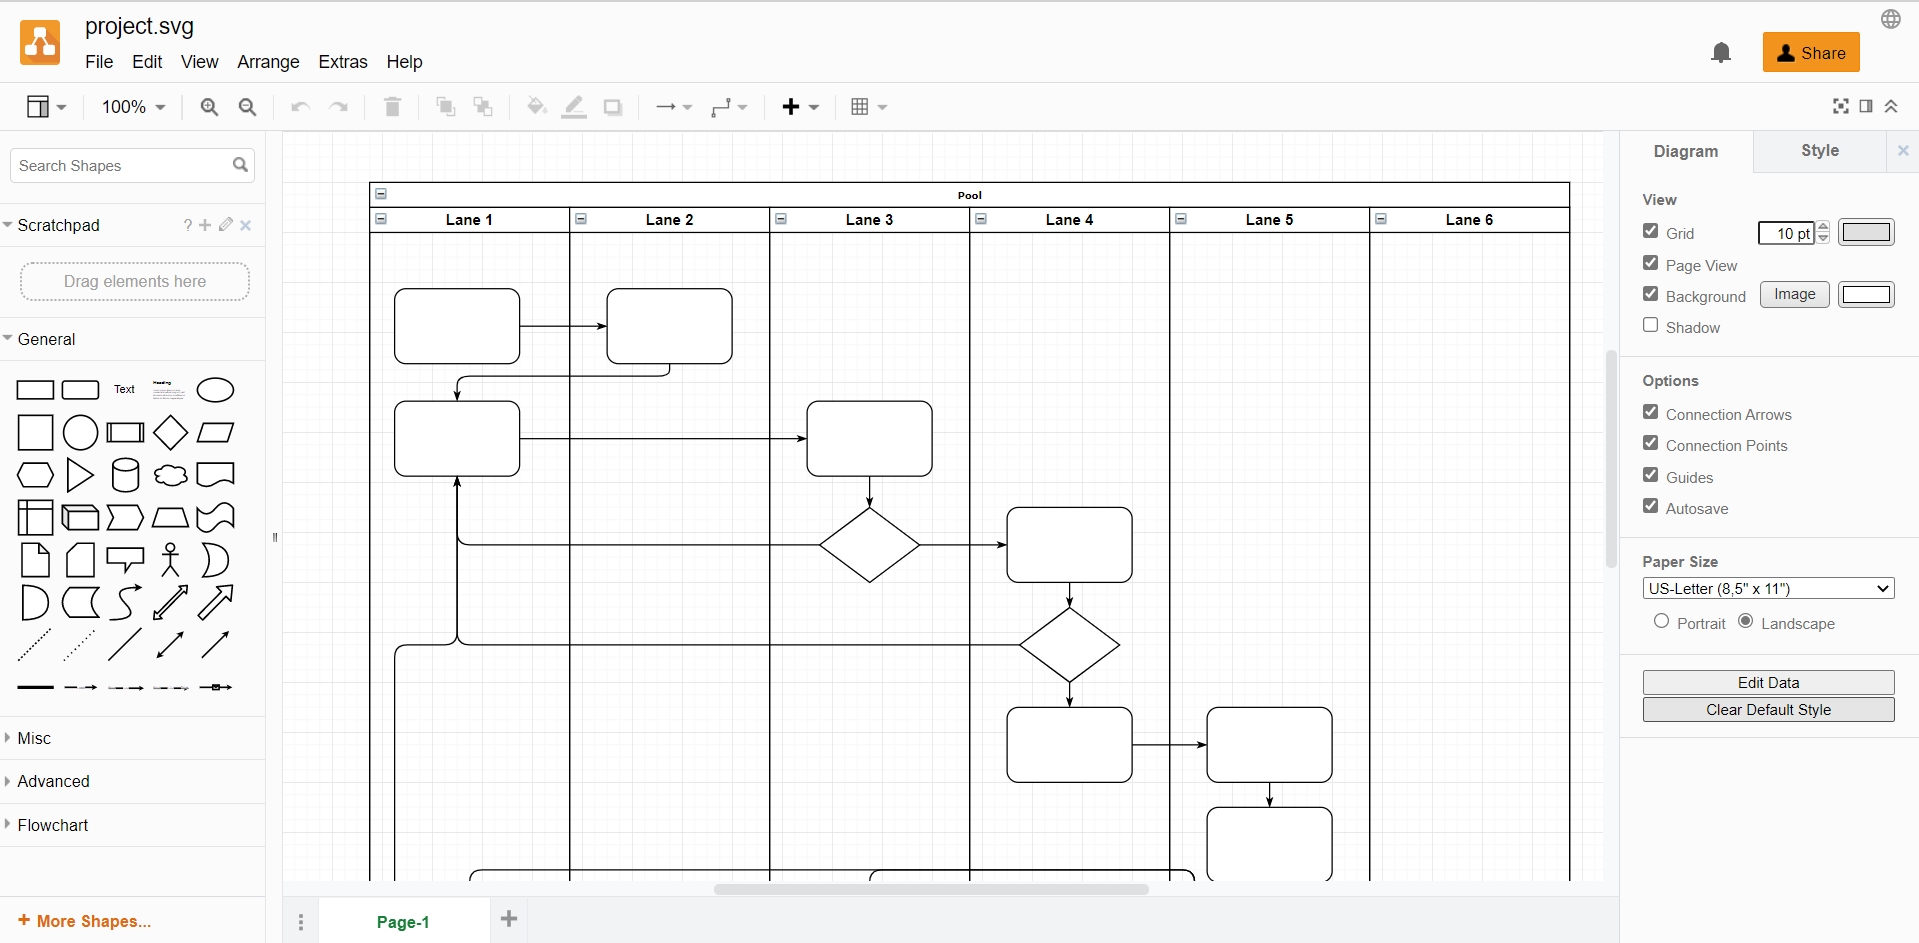 project.svg
File Edit View Arrange Extras Help
Share
100%
Search Shapes
Scratchpad ?
Drag elements here
General
Text Heading
Misc
Advanced
Flowchart
+ More Shapes...
Pool
Lane 1 Lane 2 Lane 3 Lane 4 Lane 5 Lane 6
Page-1
Diagram Style
View
Grid 10 pt
Page View
Background Image
Shadow
Options
Connection Arrows
Connection Points
Guides
Autosave
Paper Size
US-Letter (8,5" x 11")
Portrait Landscape
Edit Data
Clear Default Style